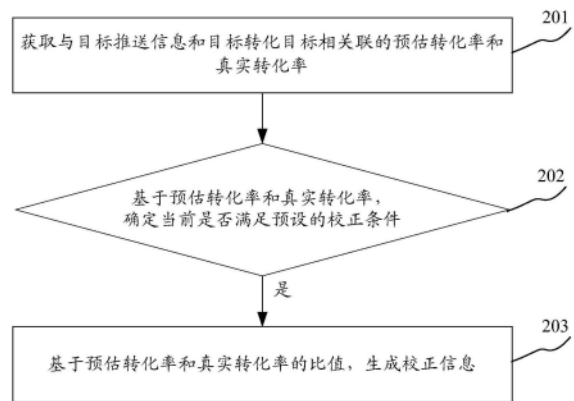 201
获取与目标推送信息和目标转化目标相关联的预估转化率和
真实转化率
202
基于预估转化率和真实转化率,
确定当前是否满足预设的校正条件
是
203
基于预估转化率和真实转化率的比值，生成校正信息